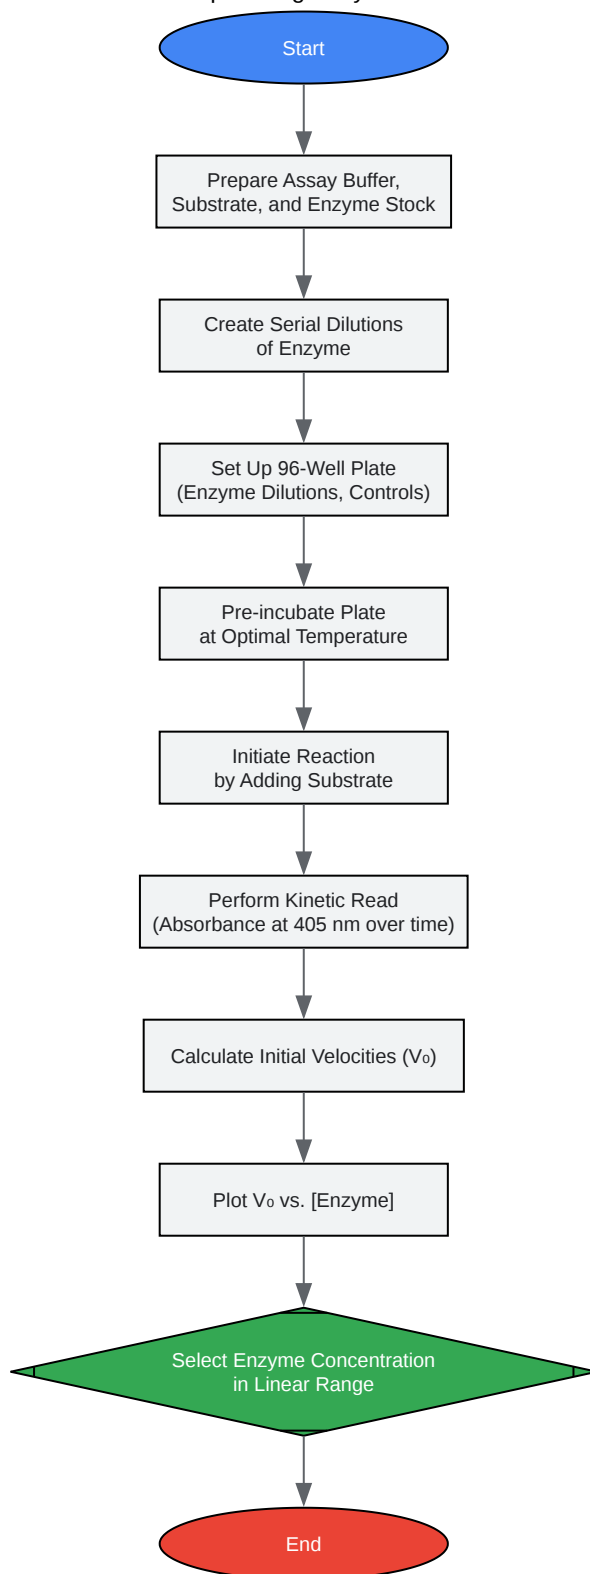 Start
Prepare Assay Buffer,
Substrate, and Enzyme Stock
Create Serial Dilutions
of Enzyme
Set Up 96-Well Plate
(Enzyme Dilutions, Controls)
Pre-incubate Plate
at Optimal Temperature
Initiate Reaction
by Adding Substrate
Perform Kinetic Read
(Absorbance at 405 nm over time)
Calculate Initial Velocities (V₀)
Plot V₀ vs. [Enzyme]
Select Enzyme Concentration
in Linear Range
End